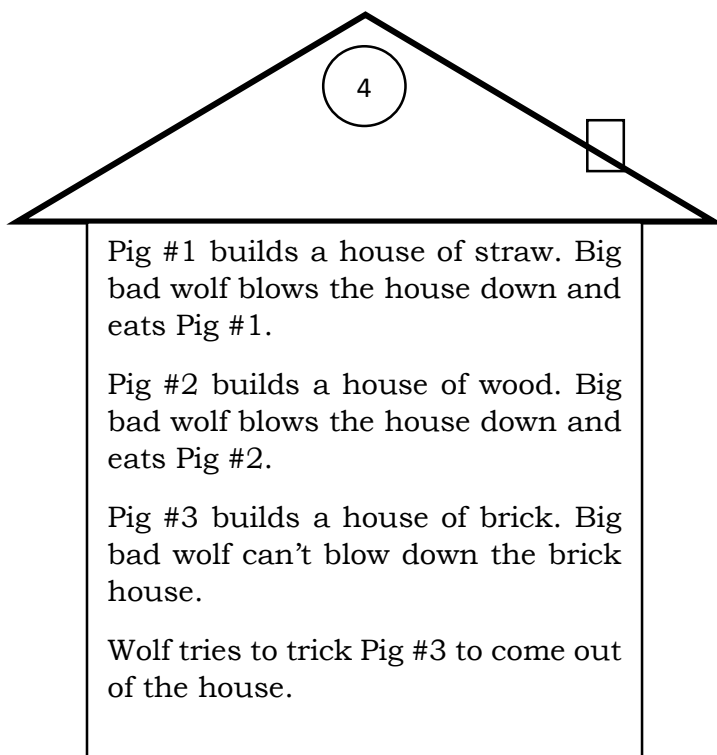 4
Pig #1 builds a house of straw. Big
bad wolf blows the house down and
eats Pig #1.
Pig #2 builds a house of wood. Big
bad wolf blows the house down and
eats Pig #2.
Pig #3 builds a house of brick. Big
bad wolf can’t blow down the brick
house.
Wolf tries to trick Pig #3 to come out
of the house.